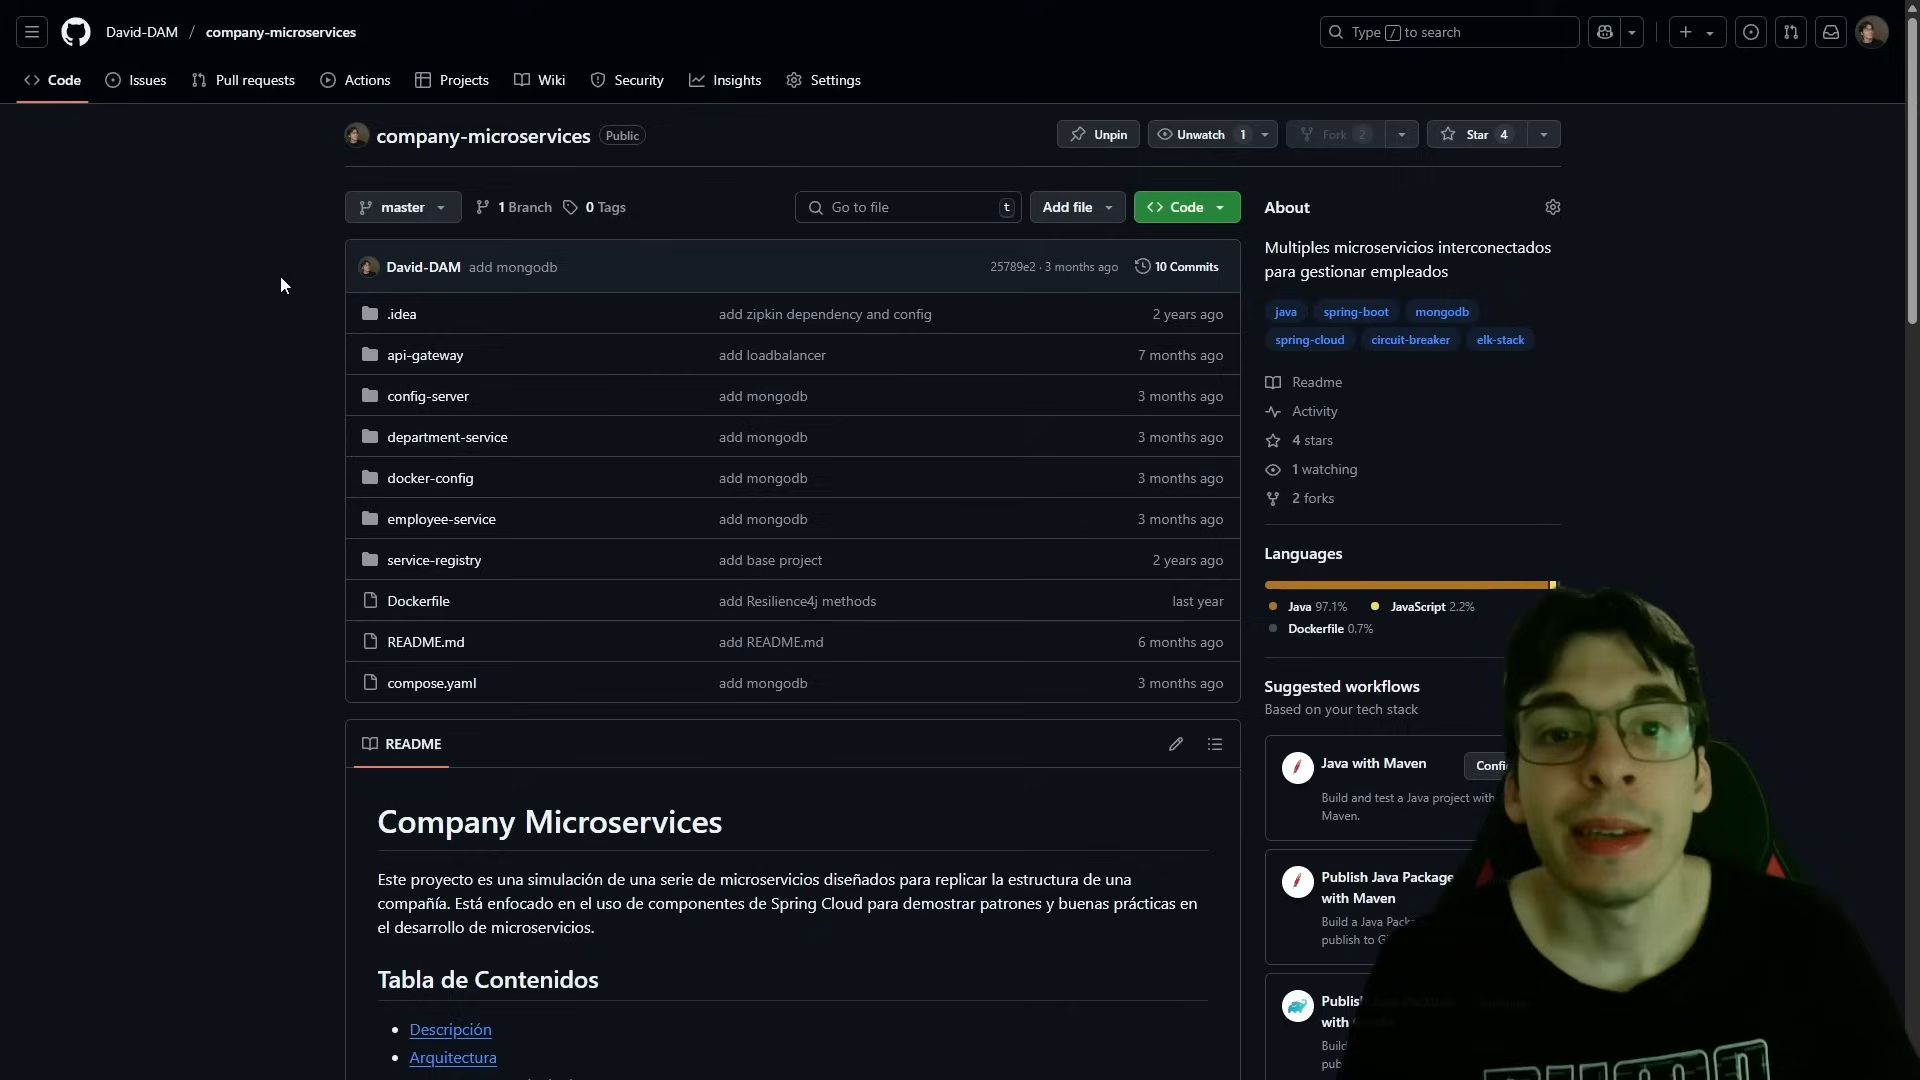 David-DAM / company-microservices
Type / to search
Code Issues Pull requests Actions Projects Wiki Security Insights Settings
company-microservices Public
Unpin Unwatch 1 Fork 2 Star 4
master 1 Branch 0 Tags
Go to file t
Add file Code
David-DAM add mongodb 25789e2 · 3 months ago 10 Commits
.idea add zipkin dependency and config 2 years ago
api-gateway add loadbalancer 7 months ago
config-server add mongodb 3 months ago
department-service add mongodb 3 months ago
docker-config add mongodb 3 months ago
employee-service add mongodb 3 months ago
service-registry add base project 2 years ago
Dockerfile add Resilience4j methods last year
README.md add README.md 6 months ago
compose.yaml add mongodb 3 months ago
README
Company Microservices
Este proyecto es una simulación de una serie de microservicios diseñados para replicar la estructura de una
compañía. Está enfocado en el uso de componentes de Spring Cloud para demostrar patrones y buenas prácticas en
el desarrollo de microservicios.
Tabla de Contenidos
Descripción
Arquitectura
About
Multiples microservicios interconectados
para gestionar empleados
java spring-boot mongodb
spring-cloud circuit-breaker elk-stack
Readme
Activity
4 stars
1 watching
2 forks
Languages
Java 97.1% JavaScript 2.2%
Dockerfile 0.7%
Suggested workflows
Based on your tech stack
Java with Maven
Build and test a Java project with
Maven.
Publish Java Package
with Maven
Build a Java
publish to
with